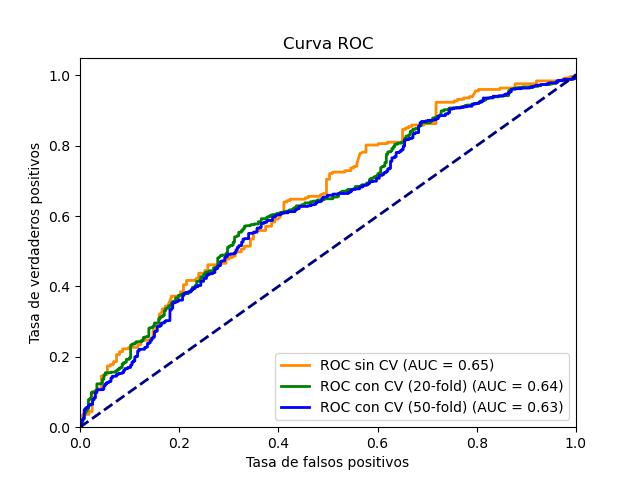 Curva ROC
1.0
0.8
0.6
0.4
0.2
0.0
Tasa de verdaderos positivos
ROC sin CV (AUC = 0.65)
ROC con CV (20-fold) (AUC = 0.64)
ROC con CV (50-fold) (AUC = 0.63)
0.0 0.2 0.4 0.6 0.8 1.0
Tasa de falsos positivos